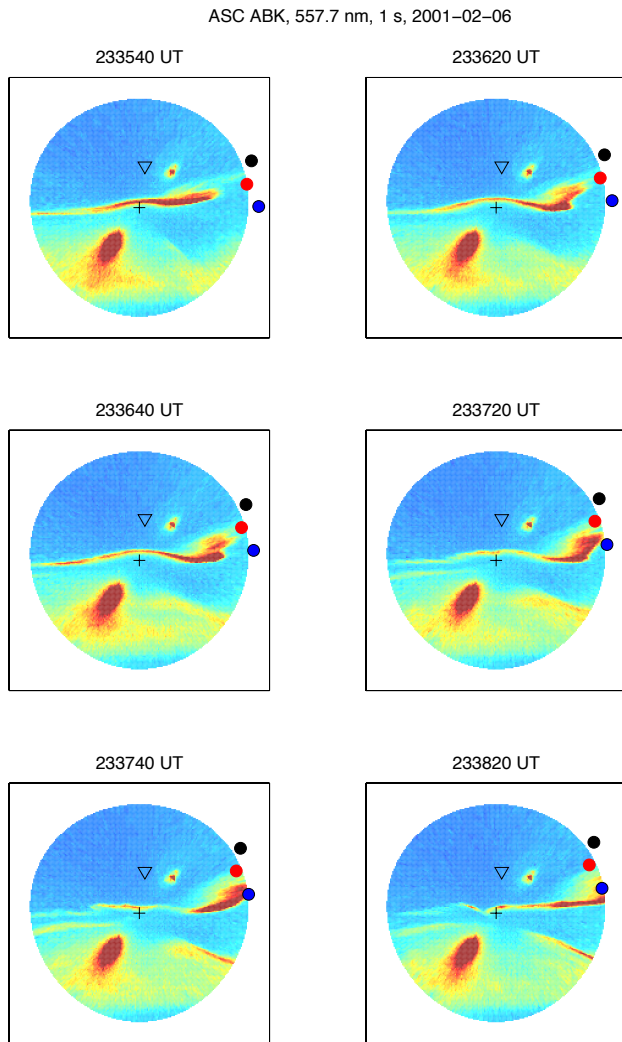 ASC ABK, 557.7 nm, 1 s, 2001−02−06
233540 UT
233620 UT
233640 UT
233720 UT
233740 UT
233820 UT